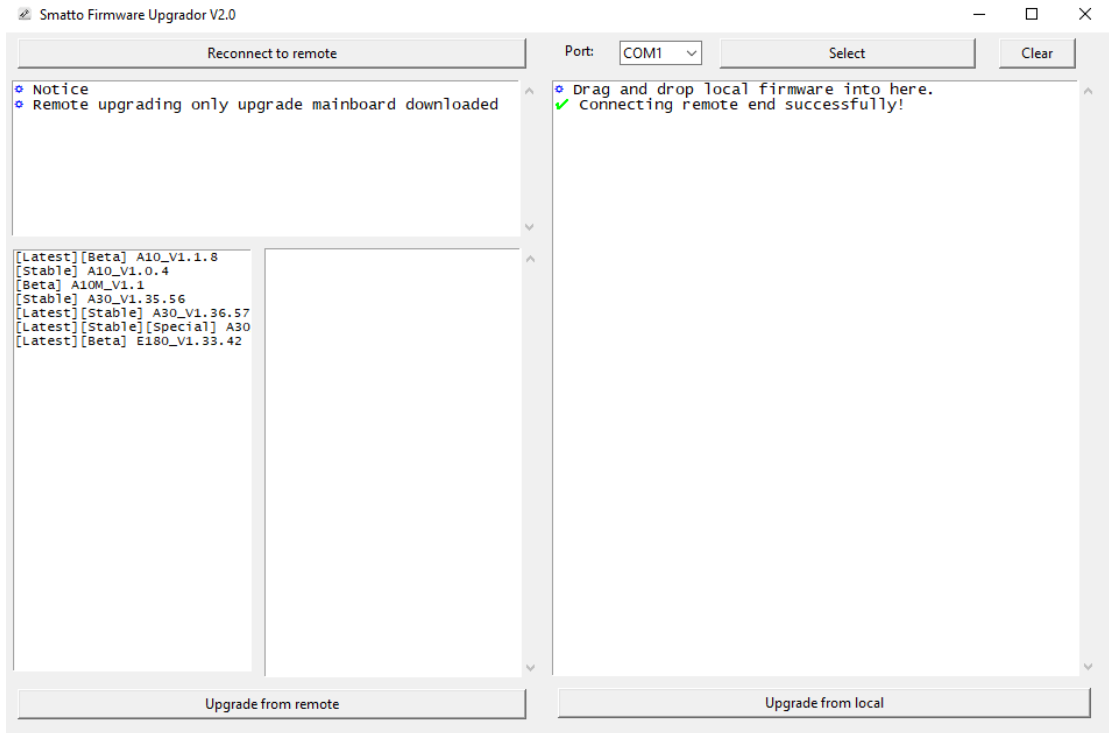 Smatto Firmware Upgrador V2.0
Reconnect to remote
Port: COM1 Select Clear
Notice
Remote upgrading only upgrade mainboard downloaded
Drag and drop local firmware into here.
Connecting remote end successfully!
[Latest][Beta] A10_V1.1.8
[Stable] A10_V1.0.4
[Beta] A10M_V1.1
[Stable] A30_V1.35.56
[Latest][Stable] A30_V1.36.57
[Latest][Stable][Special] A30
[Latest][Beta] E180_V1.33.42
Upgrade from remote
Upgrade from local